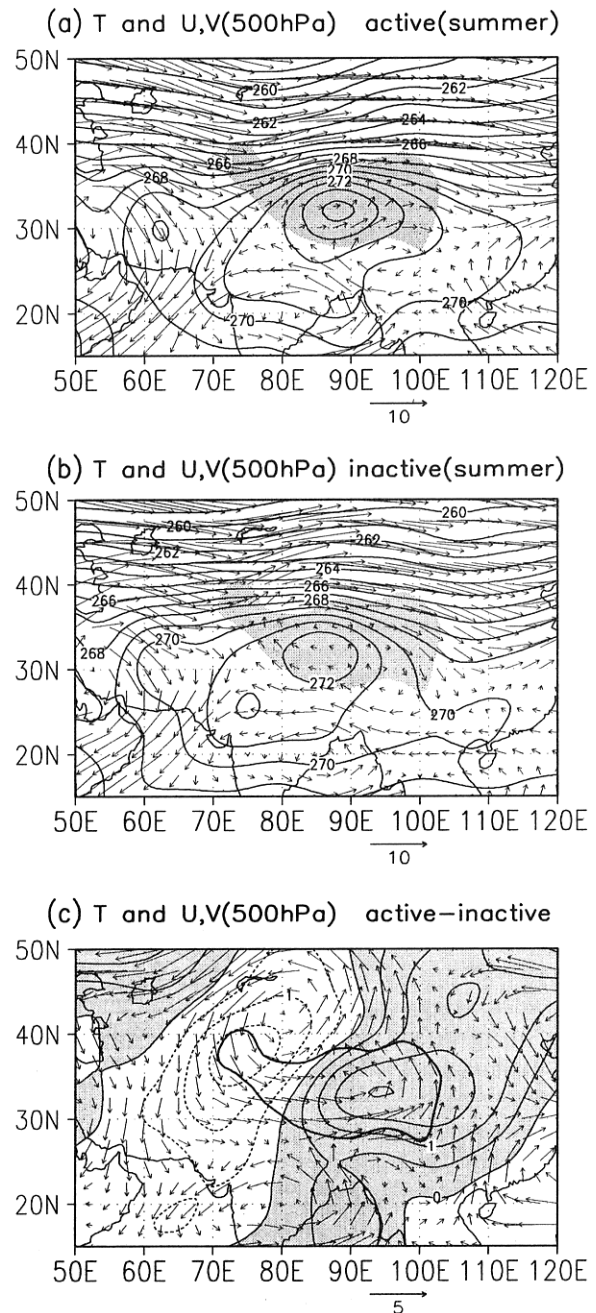 (a) T and U,V(500hPa) active(summer)
50N
260
262
262
264
40N
266
266
268
268
270
272
30N
20N
270
270
50E 60E 70E 80E 90E 100E 110E 120E
10
(b) T and U,V(500hPa) inactive(summer)
50N
260
260
262
262
40N
264
266
266
268
270
268
30N
272
270
20N
270
50E 60E 70E 80E 90E 100E 110E 120E
10
(c) T and U,V(500hPa) active−inactive
50N
1
40N
30N
1
20N
0
50E 60E 70E 80E 90E 100E 110E 120E
5